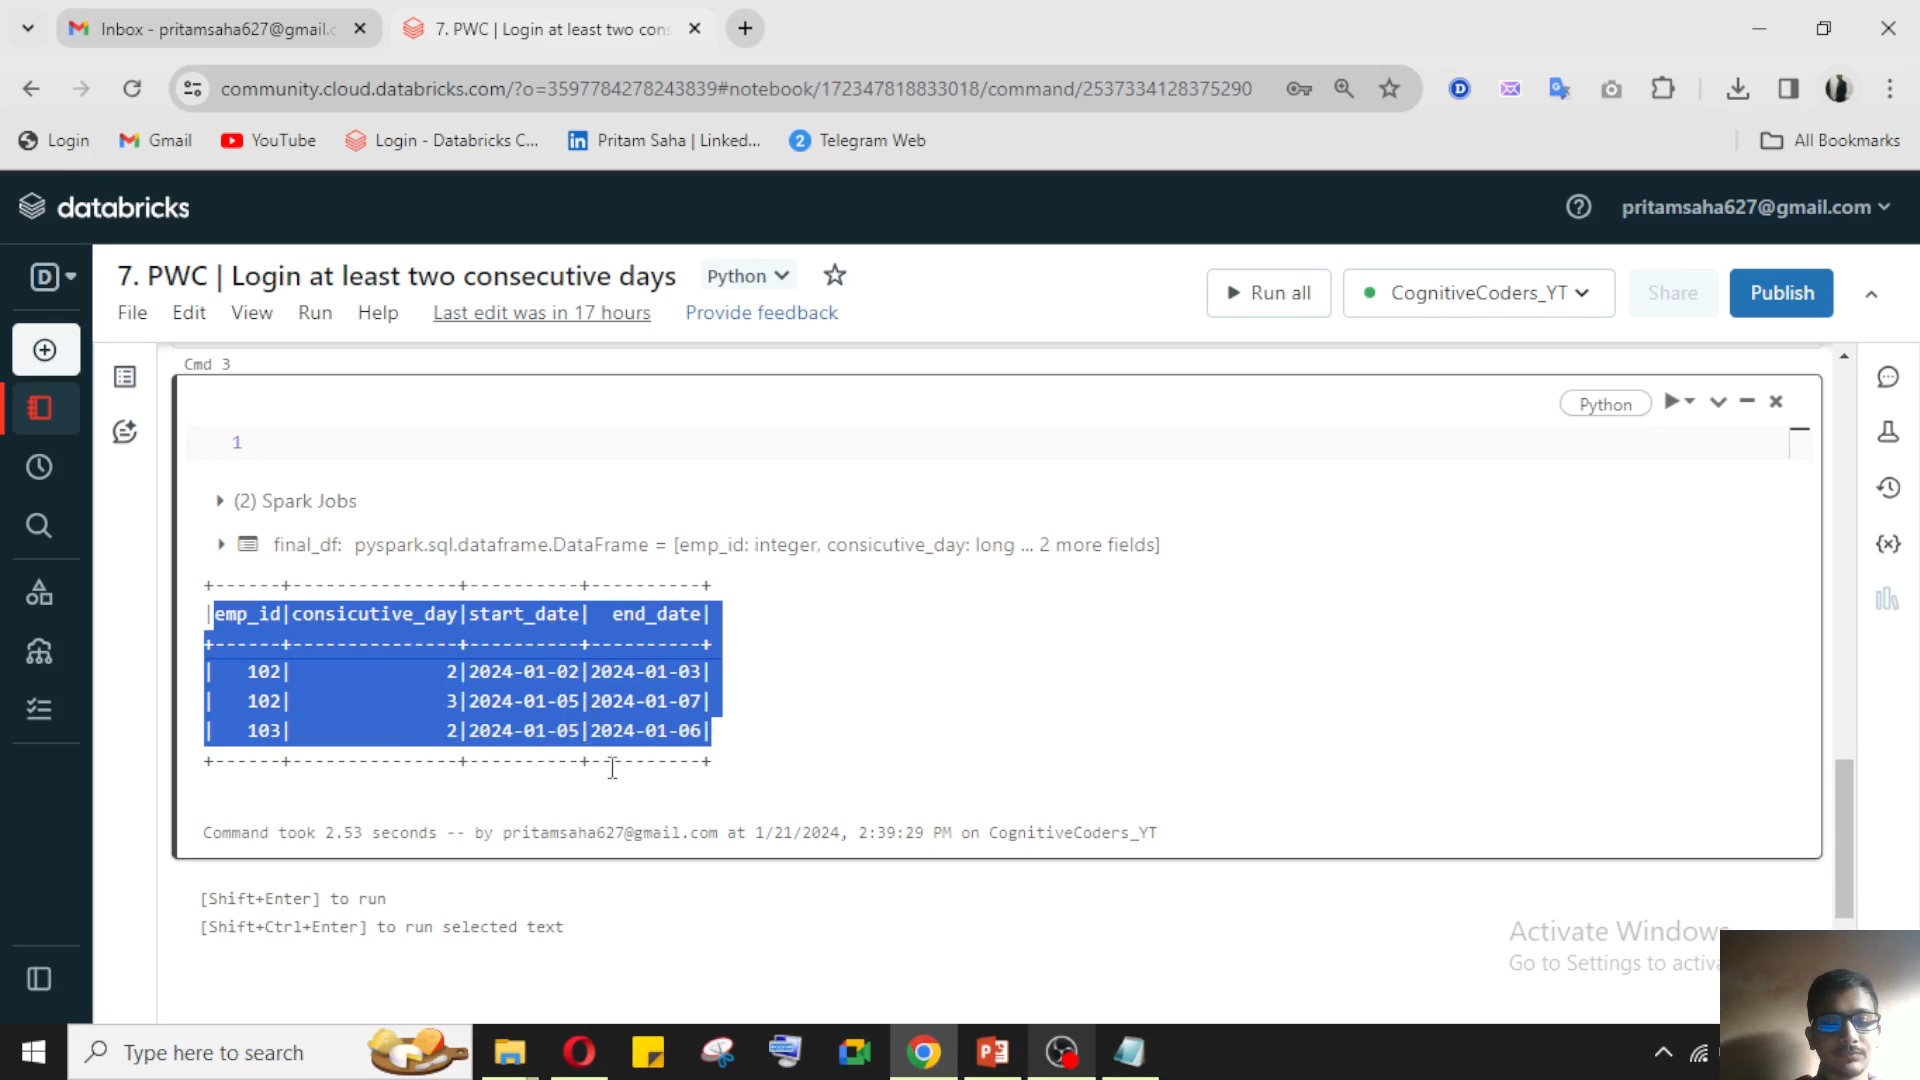 Inbox - pritamsaha627@gmail.c
7. PWC | Login at least two cons
community.cloud.databricks.com/?o=3597784278243839#notebook/172347818833018/command/2537334128375290
Login
Gmail
YouTube
Login - Databricks C...
Pritam Saha | Linked...
2
Telegram Web
All Bookmarks
databricks
pritamsaha627@gmail.com
D
7. PWC | Login at least two consecutive days
Python
File
Edit
View
Run
Help
Last edit was in 17 hours
Provide feedback
Run all
CognitiveCoders_YT
Share
Publish
Cmd 3
Python
1
(2) Spark Jobs
final_df: pyspark.sql.dataframe.DataFrame = [emp_id: integer, consicutive_day: long ... 2 more fields]
+------+---------------+----------+----------+
|emp_id|consicutive_day|start_date|  end_date|
+------+---------------+----------+----------+
|   102|              2|2024-01-02|2024-01-03|
|   102|              3|2024-01-05|2024-01-07|
|   103|              2|2024-01-05|2024-01-06|
+------+---------------+----------+----------+
Command took 2.53 seconds -- by pritamsaha627@gmail.com at 1/21/2024, 2:39:29 PM on CognitiveCoders_YT
[Shift+Enter] to run
[Shift+Ctrl+Enter] to run selected text
Activate Windows
Go to Settings to activa
Type here to search